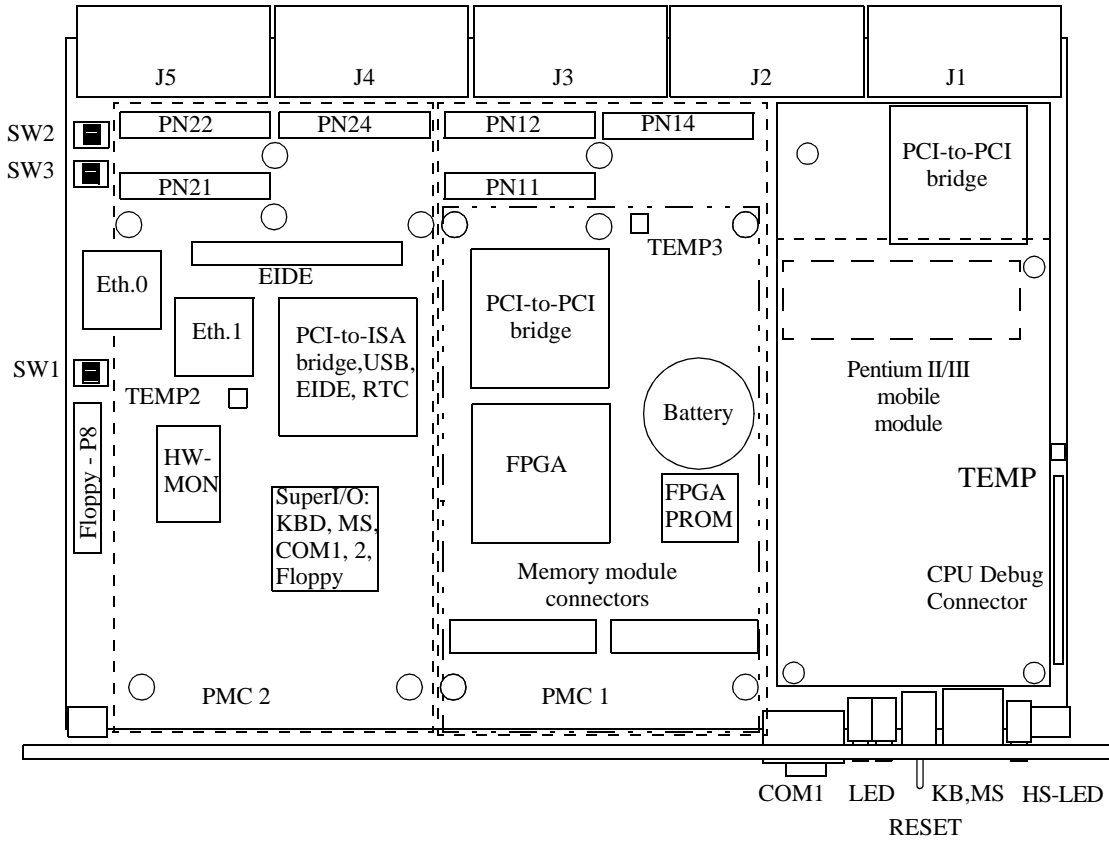 J5
J4
J3
J2
J1
SW2
SW3
PN22
PN24
PN12
PN14
PN21
PN11
PCI-to-PCI
bridge
TEMP3
Eth.0
EIDE
Eth.1
PCI-to-ISA
bridge,USB,
EIDE, RTC
PCI-to-PCI
bridge
SW1
TEMP2
Battery
Pentium II/III
mobile
module
Floppy - P8
HW-
MON
FPGA
FPGA
PROM
TEMP
SuperI/O:
KBD, MS,
COM1, 2,
Floppy
Memory module
connectors
CPU Debug
Connector
PMC 2
PMC 1
COM1
LED
KB,MS
HS-LED
RESET